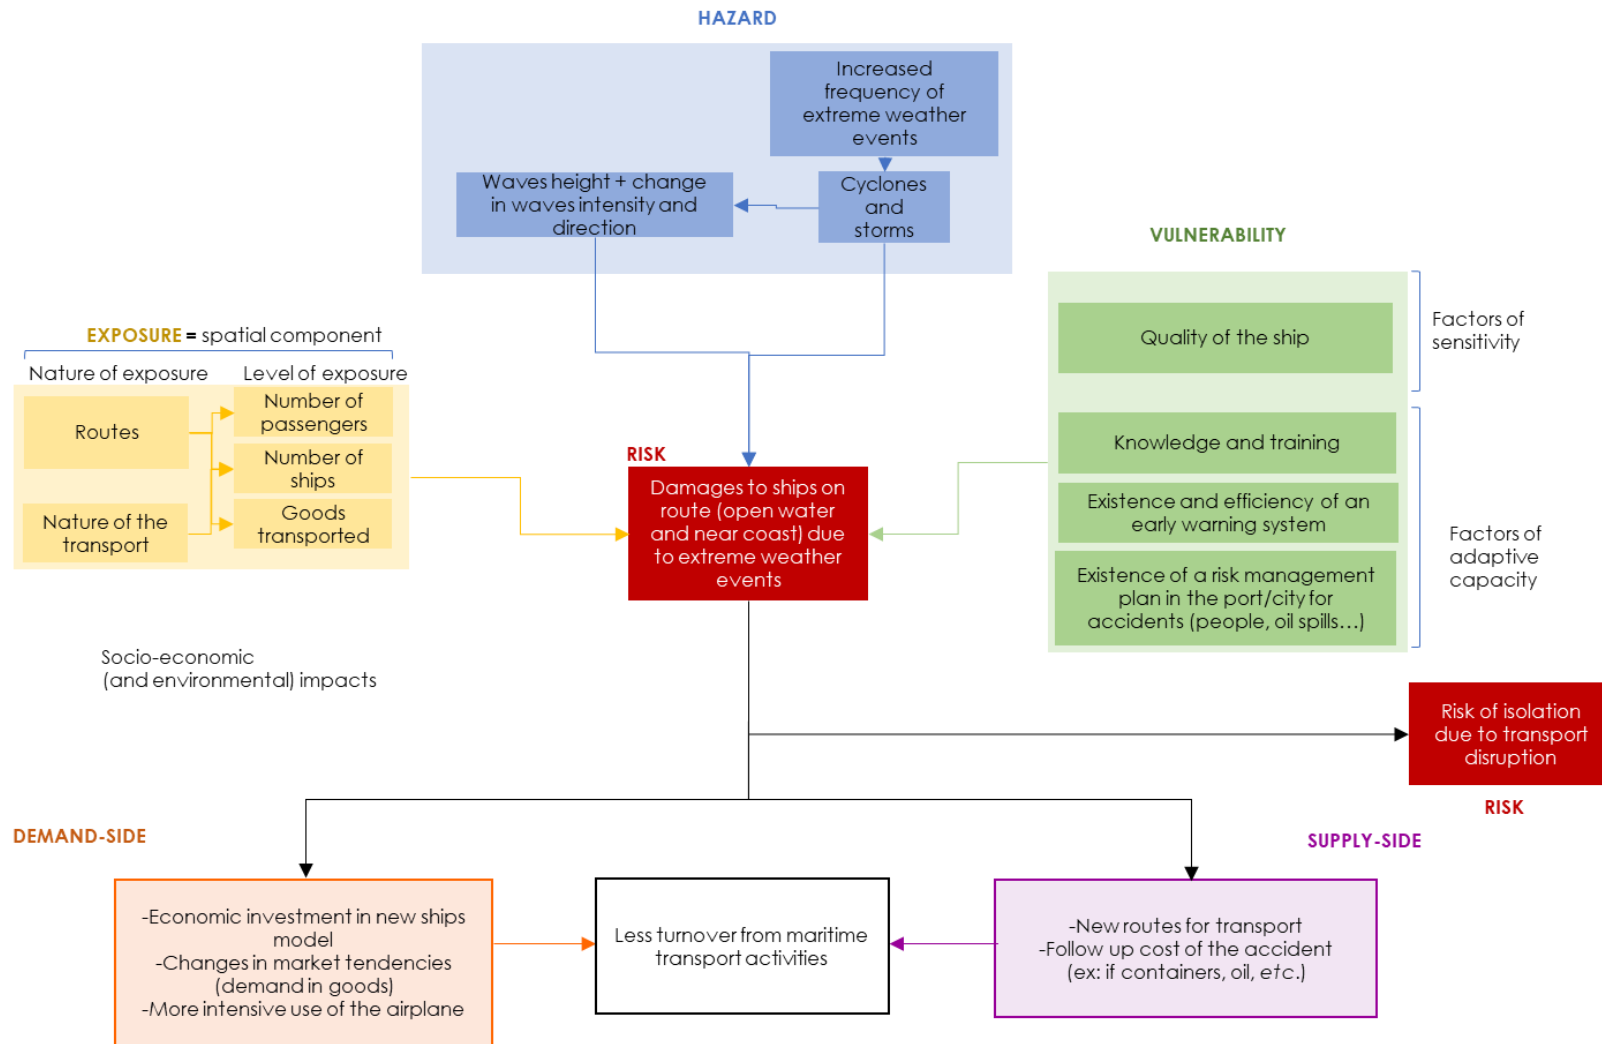 HAZARD
Increased
frequency of
extreme weather
events
Waves height + change
in waves intensity and
direction
Cyclones
and
storms
VULNERABILITY
Quality of the ship
Factors of
sensitivity
Knowledge and training
Existence and efficiency of an
early warning system
Existence of a risk management
plan in the port/city for
accidents (people, oil spills...)
Factors of
adaptive
capacity
EXPOSURE = spatial component
Nature of exposure
Level of exposure
Routes
Number of
passengers
Number of
ships
Nature of the
transport
Goods
transported
RISK
Damages to ships on
route (open water
and near coast) due
to extreme weather
events
Socio-economic
(and environmental) impacts
Risk of isolation
due to transport
disruption
RISK
DEMAND-SIDE
SUPPLY-SIDE
-Economic investment in new ships
model
-Changes in market tendencies
(demand in goods)
-More intensive use of the airplane
Less turnover from maritime
transport activities
-New routes for transport
-Follow up cost of the accident
(ex: if containers, oil, etc.)